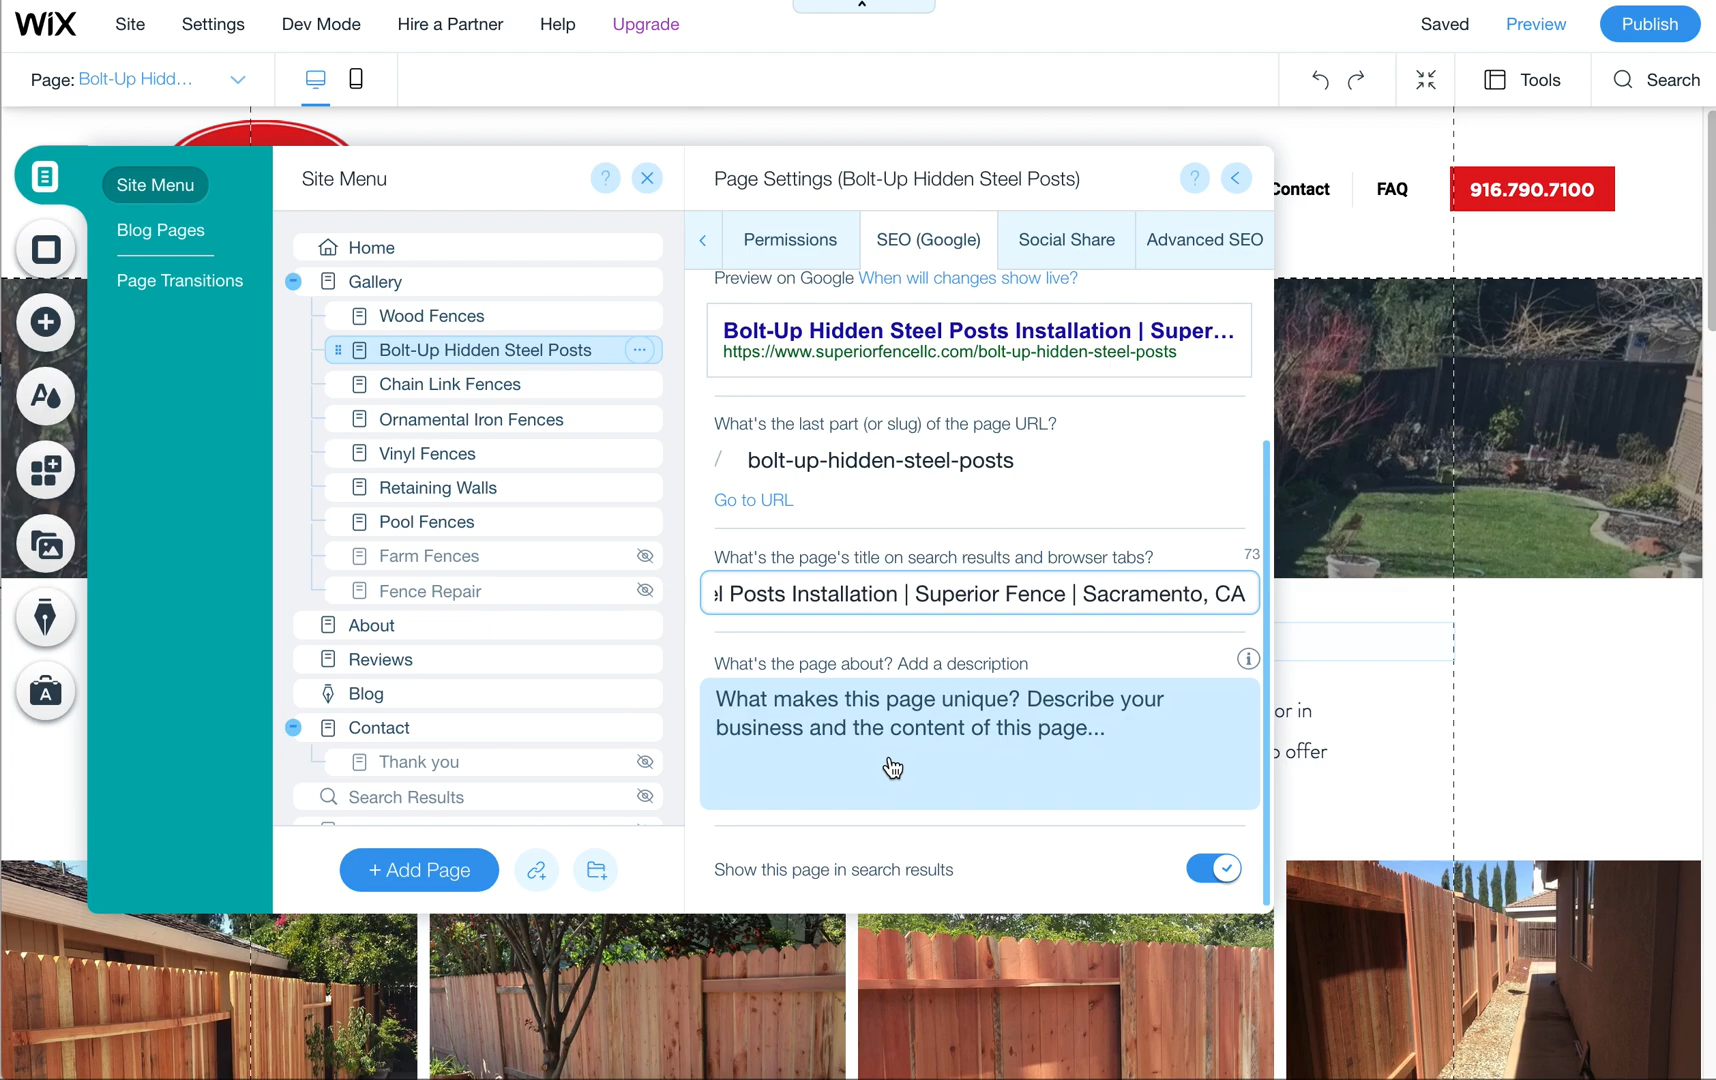 WiX Site Settings Dev Mode Hire a Partner Help Upgrade Saved Preview Publish
Page: Bolt-Up Hidd... Tools Search
Contact FAQ 916.790.7100
Site Menu
Blog Pages
Page Transitions
Site Menu ?
Home
Gallery
Wood Fences
Bolt-Up Hidden Steel Posts
Chain Link Fences
Ornamental Iron Fences
Vinyl Fences
Retaining Walls
Pool Fences
Farm Fences
Fence Repair
About
Reviews
Blog
Contact
Thank you
Search Results
+ Add Page
Page Settings (Bolt-Up Hidden Steel Posts) ?
Permissions SEO (Google) Social Share Advanced SEO
Preview on Google When will changes show live?
Bolt-Up Hidden Steel Posts Installation | Super...
https://www.superiorfencellc.com/bolt-up-hidden-steel-posts
What's the last part (or slug) of the page URL?
/ bolt-up-hidden-steel-posts
Go to URL
What's the page's title on search results and browser tabs? 73
el Posts Installation | Superior Fence | Sacramento, CA
What's the page about? Add a description
What makes this page unique? Describe your
business and the content of this page...
Show this page in search results
or in
offer